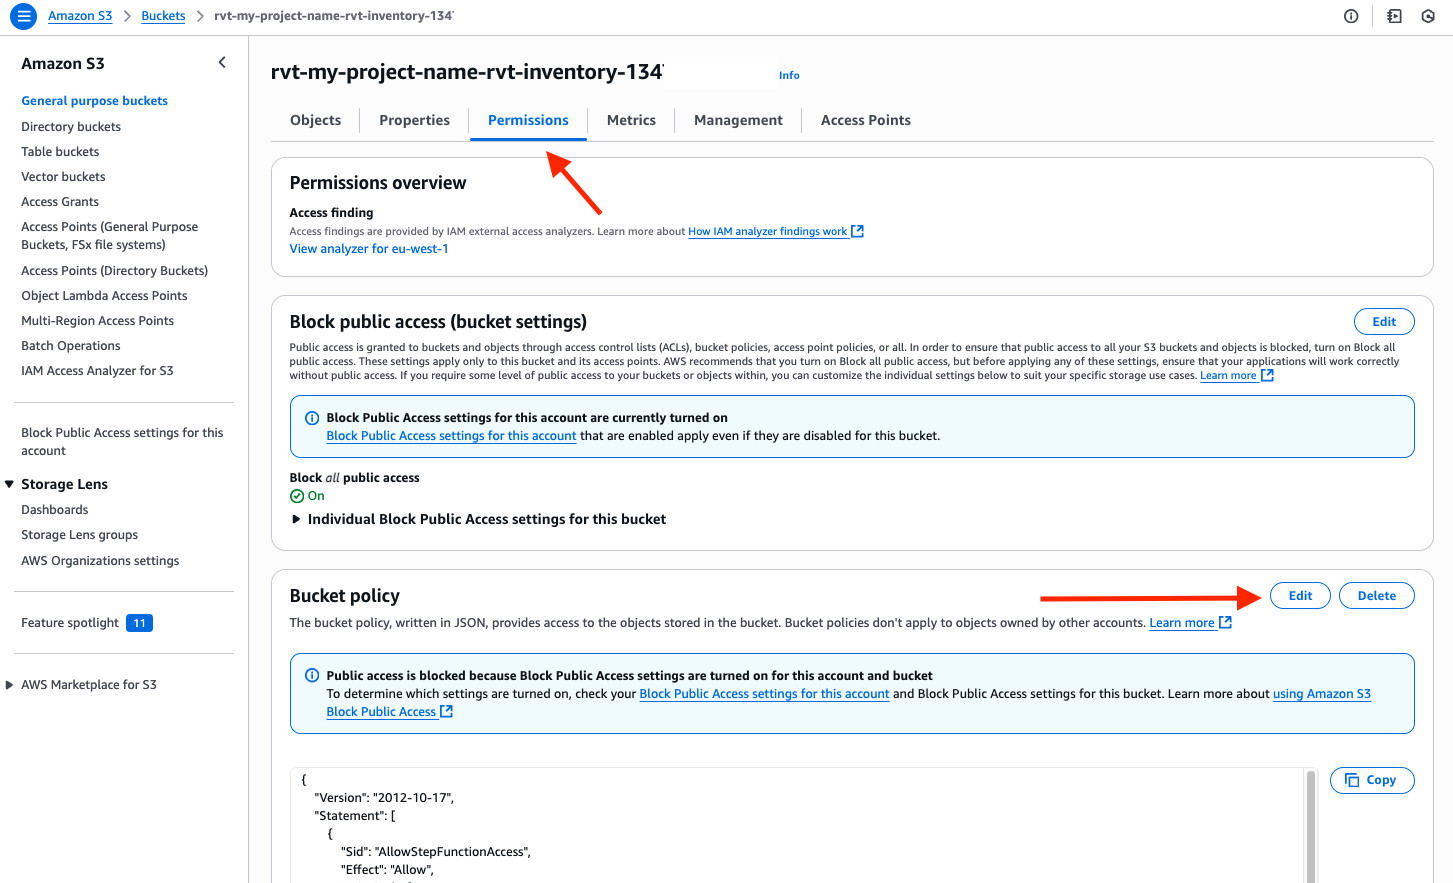 Amazon S3 > Buckets > rvt-my-project-name-rvt-inventory-134
Amazon S3
General purpose buckets
Directory buckets
Table buckets
Vector buckets
Access Grants
Access Points (General Purpose
Buckets, FSx file systems)
Access Points (Directory Buckets)
Object Lambda Access Points
Multi-Region Access Points
Batch Operations
IAM Access Analyzer for S3
Block Public Access settings for this
account
Storage Lens
Dashboards
Storage Lens groups
AWS Organizations settings
Feature spotlight 11
AWS Marketplace for S3
rvt-my-project-name-rvt-inventory-134 Info
Objects Properties Permissions Metrics Management Access Points
Permissions overview
Access finding
Access findings are provided by IAM external access analyzers. Learn more about How IAM analyzer findings work
View analyzer for eu-west-1
Block public access (bucket settings) Edit
Public access is granted to buckets and objects through access control lists (ACLs), bucket policies, access point policies, or all. In order to ensure that public access to all your S3 buckets and objects is blocked, turn on Block all
public access. These settings apply only to this bucket and its access points. AWS recommends that you turn on Block all public access, but before applying any of these settings, ensure that your applications will work correctly
without public access. If you require some level of public access to your buckets or objects within, you can customize the individual settings below to suit your specific storage use cases. Learn more
Block Public Access settings for this account are currently turned on
Block Public Access settings for this account that are enabled apply even if they are disabled for this bucket.
Block all public access
On
Individual Block Public Access settings for this bucket
Bucket policy Edit Delete
The bucket policy, written in JSON, provides access to the objects stored in the bucket. Bucket policies don't apply to objects owned by other accounts. Learn more
Public access is blocked because Block Public Access settings are turned on for this account and bucket
To determine which settings are turned on, check your Block Public Access settings for this account and Block Public Access settings for this bucket. Learn more about using Amazon S3
Block Public Access
Copy
{
"Version": "2012-10-17",
"Statement": [
{
"Sid": "AllowStepFunctionAccess",
"Effect": "Allow",